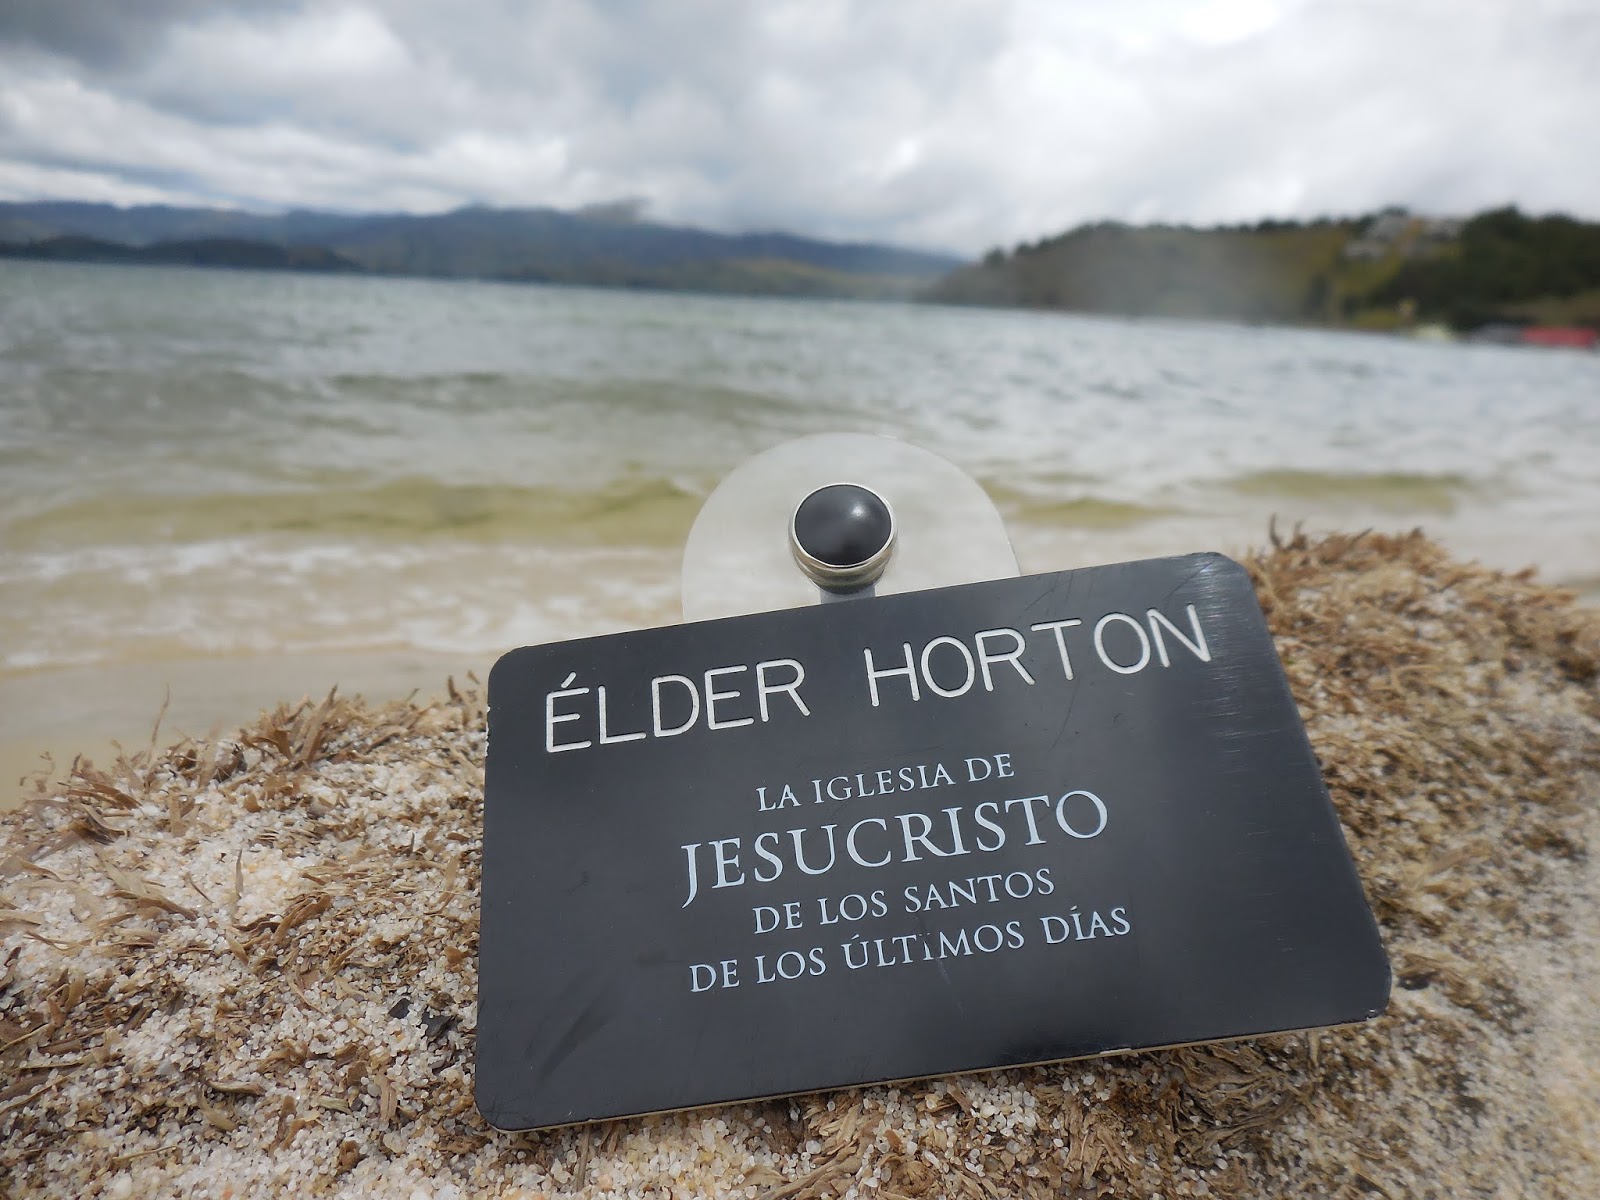 ÉLDER HORTON
LA IGLESIA DE
JESUCRISTO
DE LOS SANTOS
DE LOS ÚLTIMOS DÍAS